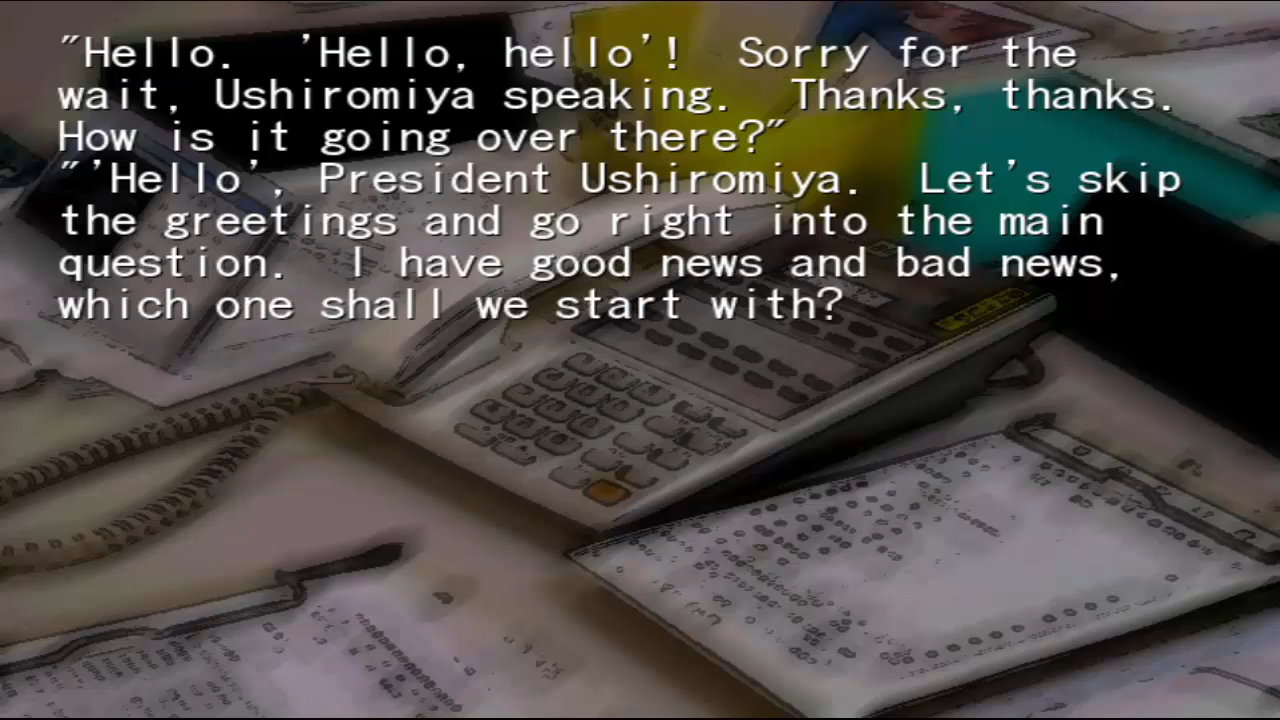 "Hello.  'Hello, hello'!  Sorry for the
wait, Ushiromiya speaking.  Thanks, thanks.
How is it going over there?"
"'Hello', President Ushiromiya.  Let's skip
the greetings and go right into the main
question.  I have good news and bad news,
which one shall we start with?